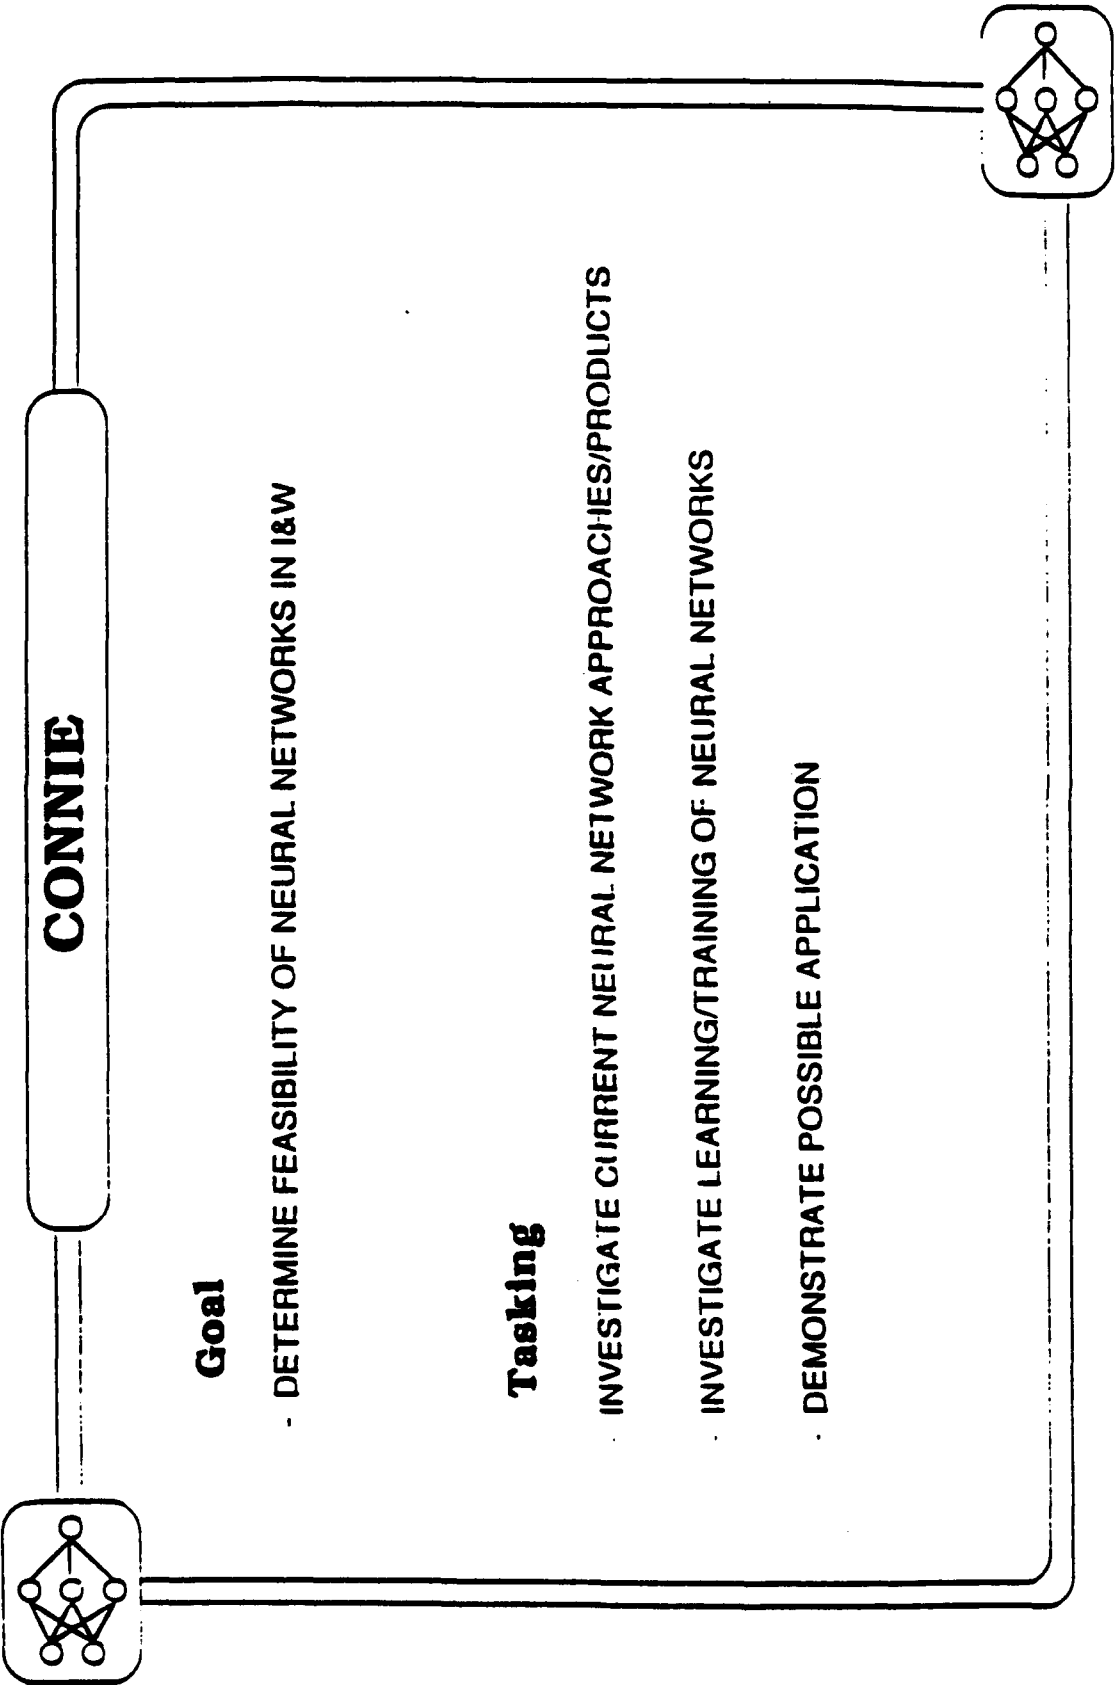 CONNIE
Goal
- DETERMINE FEASIBILITY OF NEURAL NETWORKS IN I&W
Tasking
- INVESTIGATE CURRENT NEURAL NETWORK APPROACHES/PRODUCTS
- INVESTIGATE LEARNING/TRAINING OF NEURAL NETWORKS
- DEMONSTRATE POSSIBLE APPLICATION